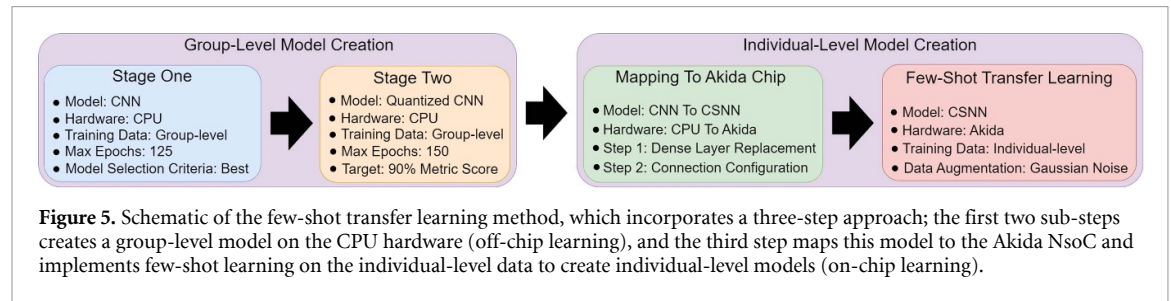 Group-Level Model Creation
Stage One
• Model: CNN
• Hardware: CPU
• Training Data: Group-level
• Max Epochs: 125
• Model Selection Criteria: Best
Stage Two
• Model: Quantized CNN
• Hardware: CPU
• Training Data: Group-level
• Max Epochs: 150
• Target: 90% Metric Score
Individual-Level Model Creation
Mapping To Akida Chip
• Model: CNN To CSNN
• Hardware: CPU To Akida
• Step 1: Dense Layer Replacement
• Step 2: Connection Configuration
Few-Shot Transfer Learning
• Model: CSNN
• Hardware: Akida
• Training Data: Individual-level
• Data Augmentation: Gaussian Noise
Figure 5. Schematic of the few-shot transfer learning method, which incorporates a three-step approach; the first two sub-steps
creates a group-level model on the CPU hardware (off-chip learning), and the third step maps this model to the Akida NsoC and
implements few-shot learning on the individual-level data to create individual-level models (on-chip learning).